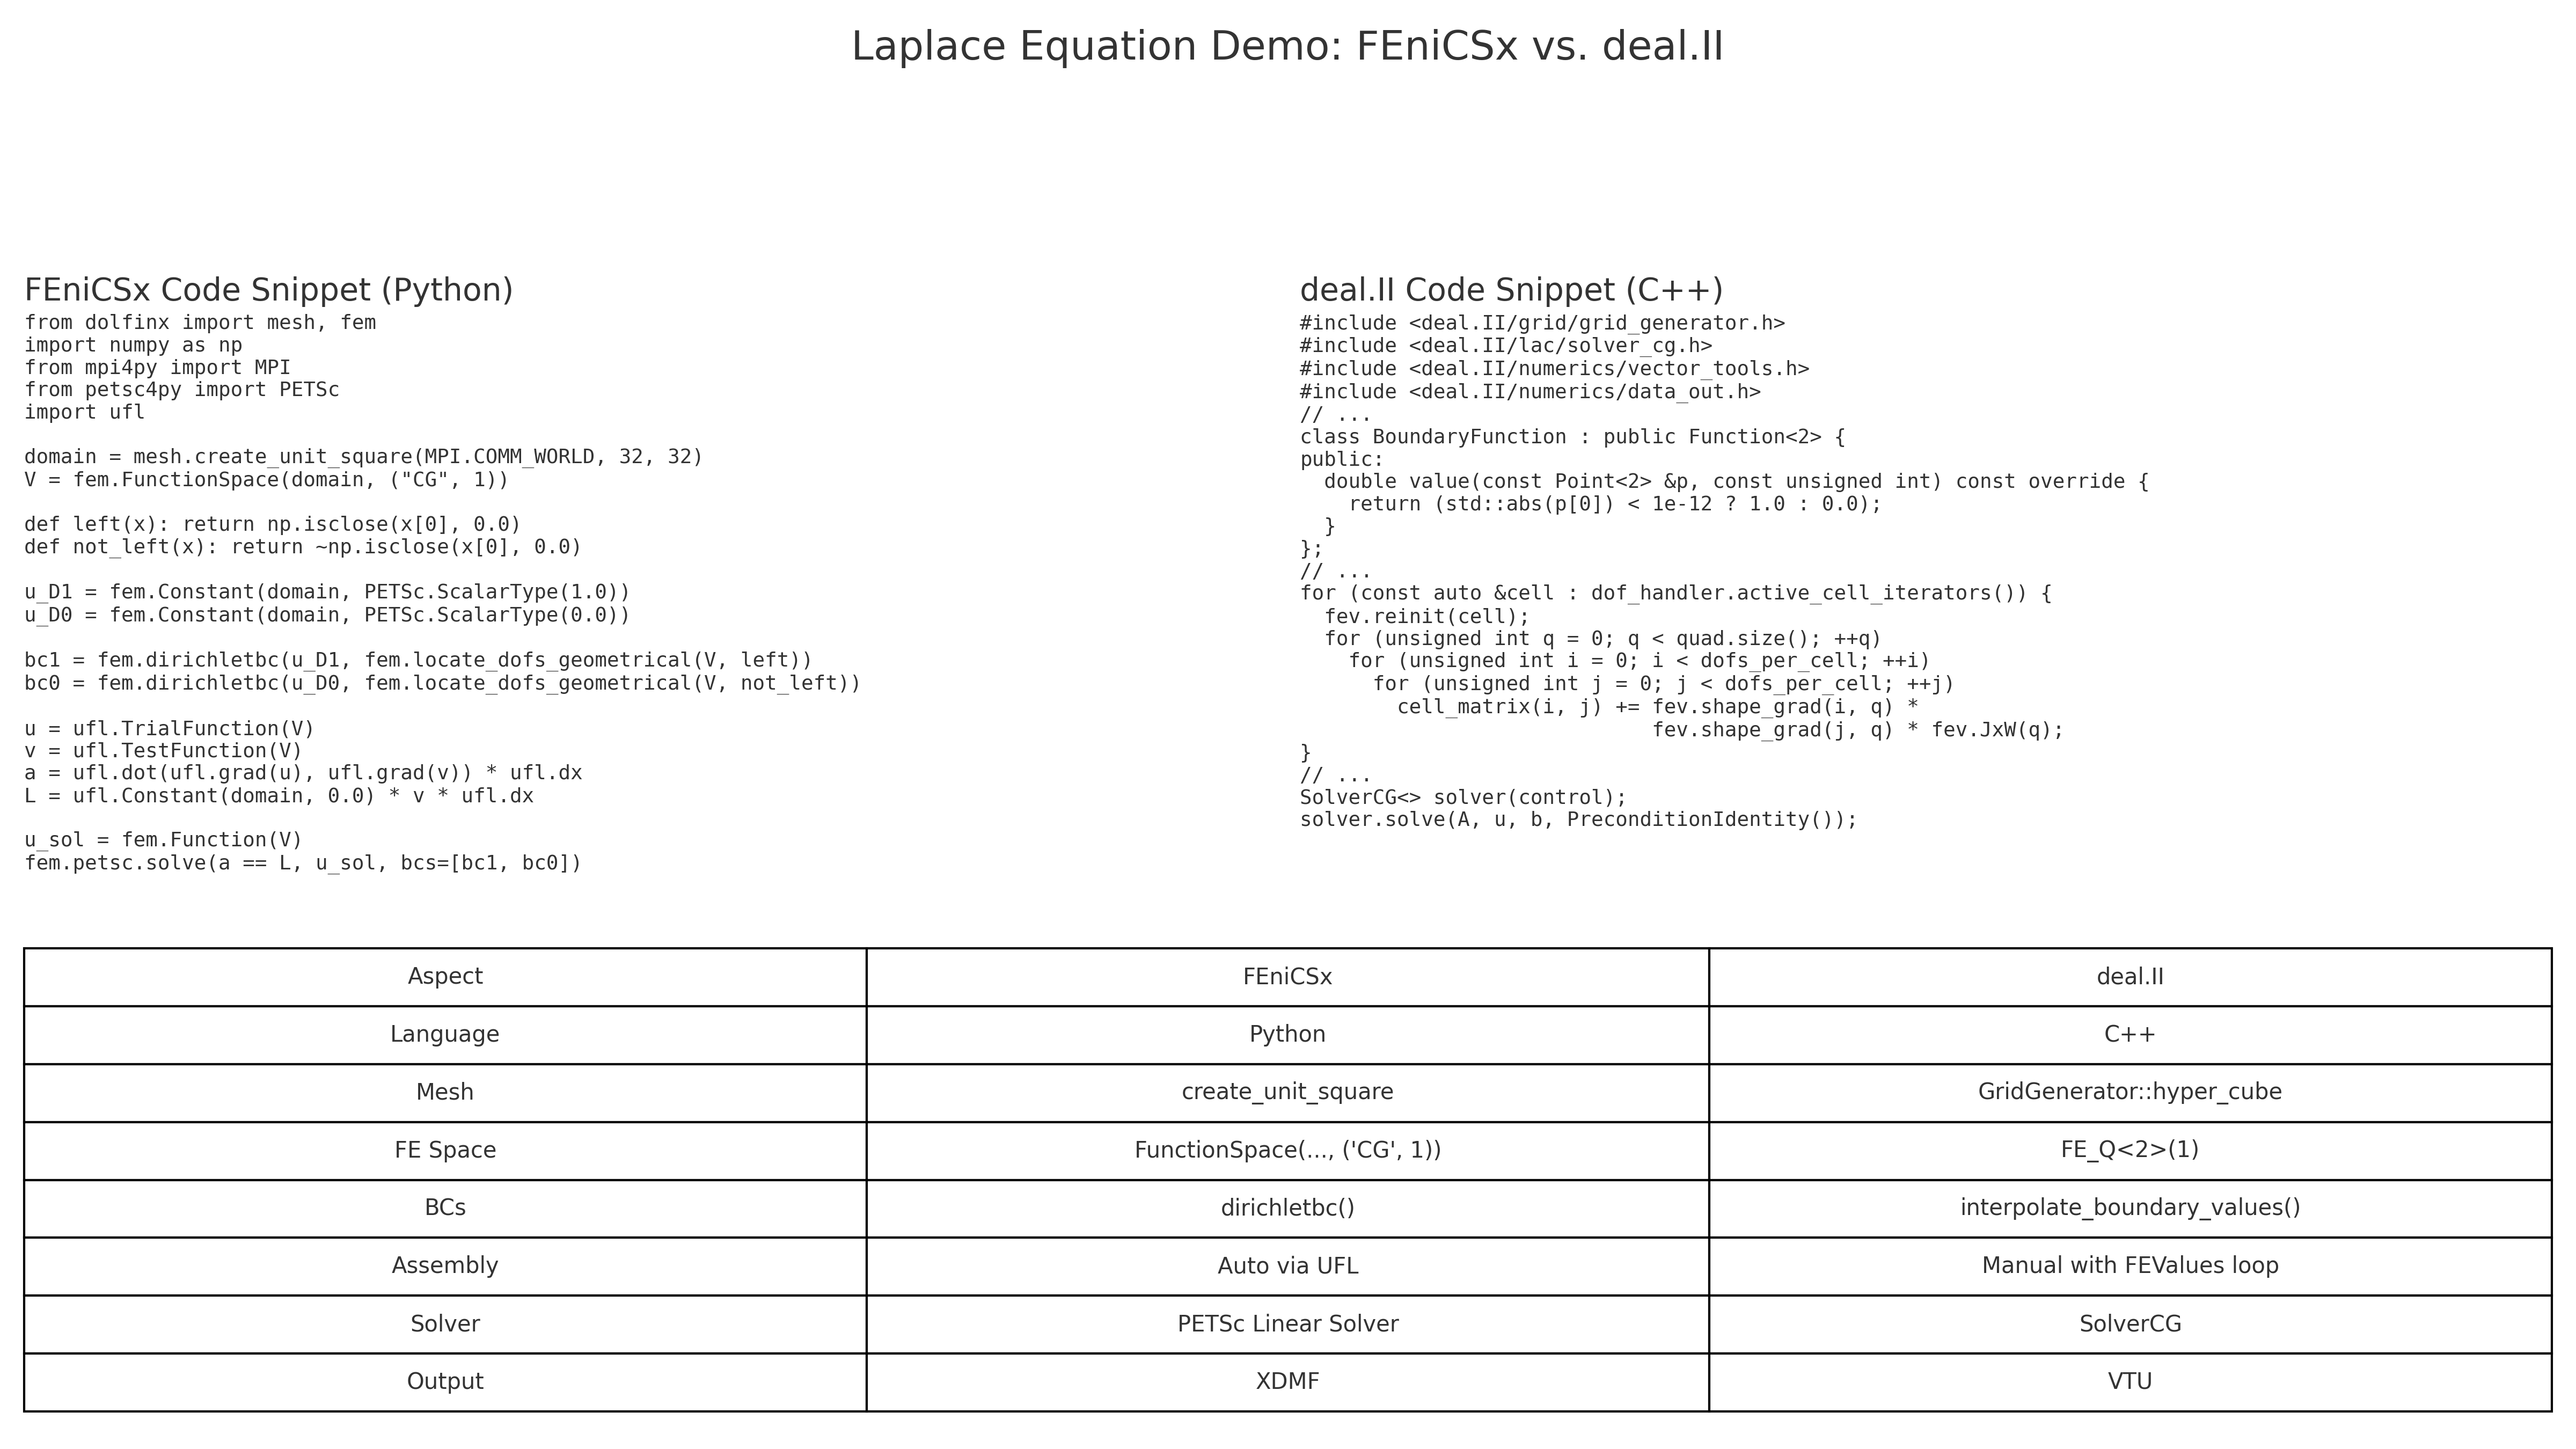 Laplace Equation Demo: FEniCSx vs. deal.II
FEniCSx Code Snippet (Python)
from dolfinx import mesh, fem
import numpy as np
from mpi4py import MPI
from petsc4py import PETSc
import ufl

domain = mesh.create_unit_square(MPI.COMM_WORLD, 32, 32)
V = fem.FunctionSpace(domain, ("CG", 1))

def left(x): return np.isclose(x[0], 0.0)
def not_left(x): return ~np.isclose(x[0], 0.0)

u_D1 = fem.Constant(domain, PETSc.ScalarType(1.0))
u_D0 = fem.Constant(domain, PETSc.ScalarType(0.0))

bc1 = fem.dirichletbc(u_D1, fem.locate_dofs_geometrical(V, left))
bc0 = fem.dirichletbc(u_D0, fem.locate_dofs_geometrical(V, not_left))

u = ufl.TrialFunction(V)
v = ufl.TestFunction(V)
a = ufl.dot(ufl.grad(u), ufl.grad(v)) * ufl.dx
L = ufl.Constant(domain, 0.0) * v * ufl.dx

u_sol = fem.Function(V)
fem.petsc.solve(a == L, u_sol, bcs=[bc1, bc0])
deal.II Code Snippet (C++)
#include <deal.II/grid/grid_generator.h>
#include <deal.II/lac/solver_cg.h>
#include <deal.II/numerics/vector_tools.h>
#include <deal.II/numerics/data_out.h>
// ...
class BoundaryFunction : public Function<2> {
public:
  double value(const Point<2> &p, const unsigned int) const override {
    return (std::abs(p[0]) < 1e-12 ? 1.0 : 0.0);
  }
};
// ...
for (const auto &cell : dof_handler.active_cell_iterators()) {
  fev.reinit(cell);
  for (unsigned int q = 0; q < quad.size(); ++q)
    for (unsigned int i = 0; i < dofs_per_cell; ++i)
      for (unsigned int j = 0; j < dofs_per_cell; ++j)
        cell_matrix(i, j) += fev.shape_grad(i, q) *
                             fev.shape_grad(j, q) * fev.JxW(q);
}
// ...
SolverCG<> solver(control);
solver.solve(A, u, b, PreconditionIdentity());
Aspect FEniCSx deal.II
Language Python C++
Mesh create_unit_square GridGenerator::hyper_cube
FE Space FunctionSpace(..., ('CG', 1)) FE_Q<2>(1)
BCs dirichletbc() interpolate_boundary_values()
Assembly Auto via UFL Manual with FEValues loop
Solver PETSc Linear Solver SolverCG
Output XDMF VTU